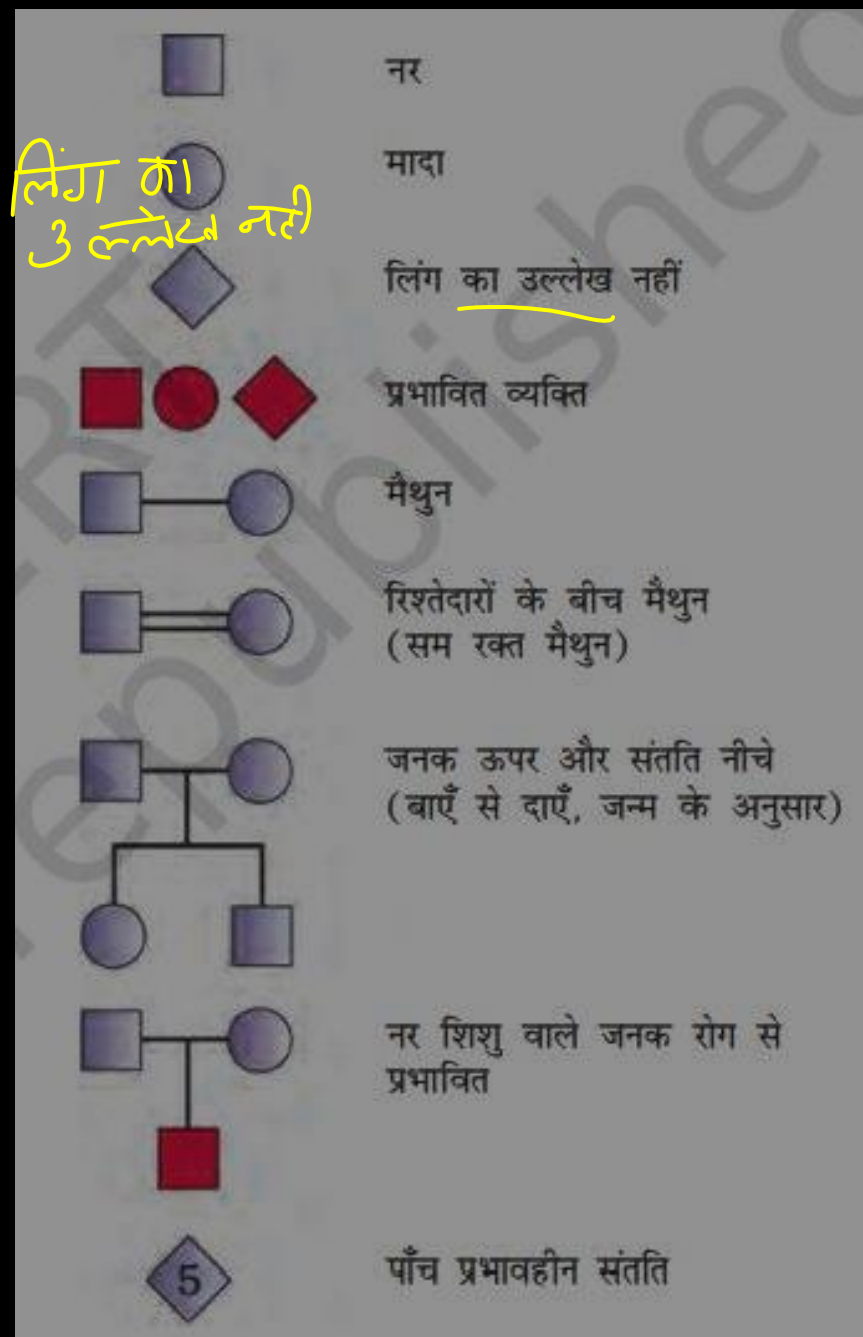 नर
मादा
लिंग का
उल्लेख नही
लिंग का उल्लेख नहीं
प्रभावित व्यक्ति
मैथुन
रिश्तेदारों के बीच मैथुन
(सम रक्त मैथुन)
जनक ऊपर और संतति नीचे
(बाएँ से दाएँ, जन्म के अनुसार)
नर शिशु वाले जनक रोग से
प्रभावित
5
पाँच प्रभावहीन संतति